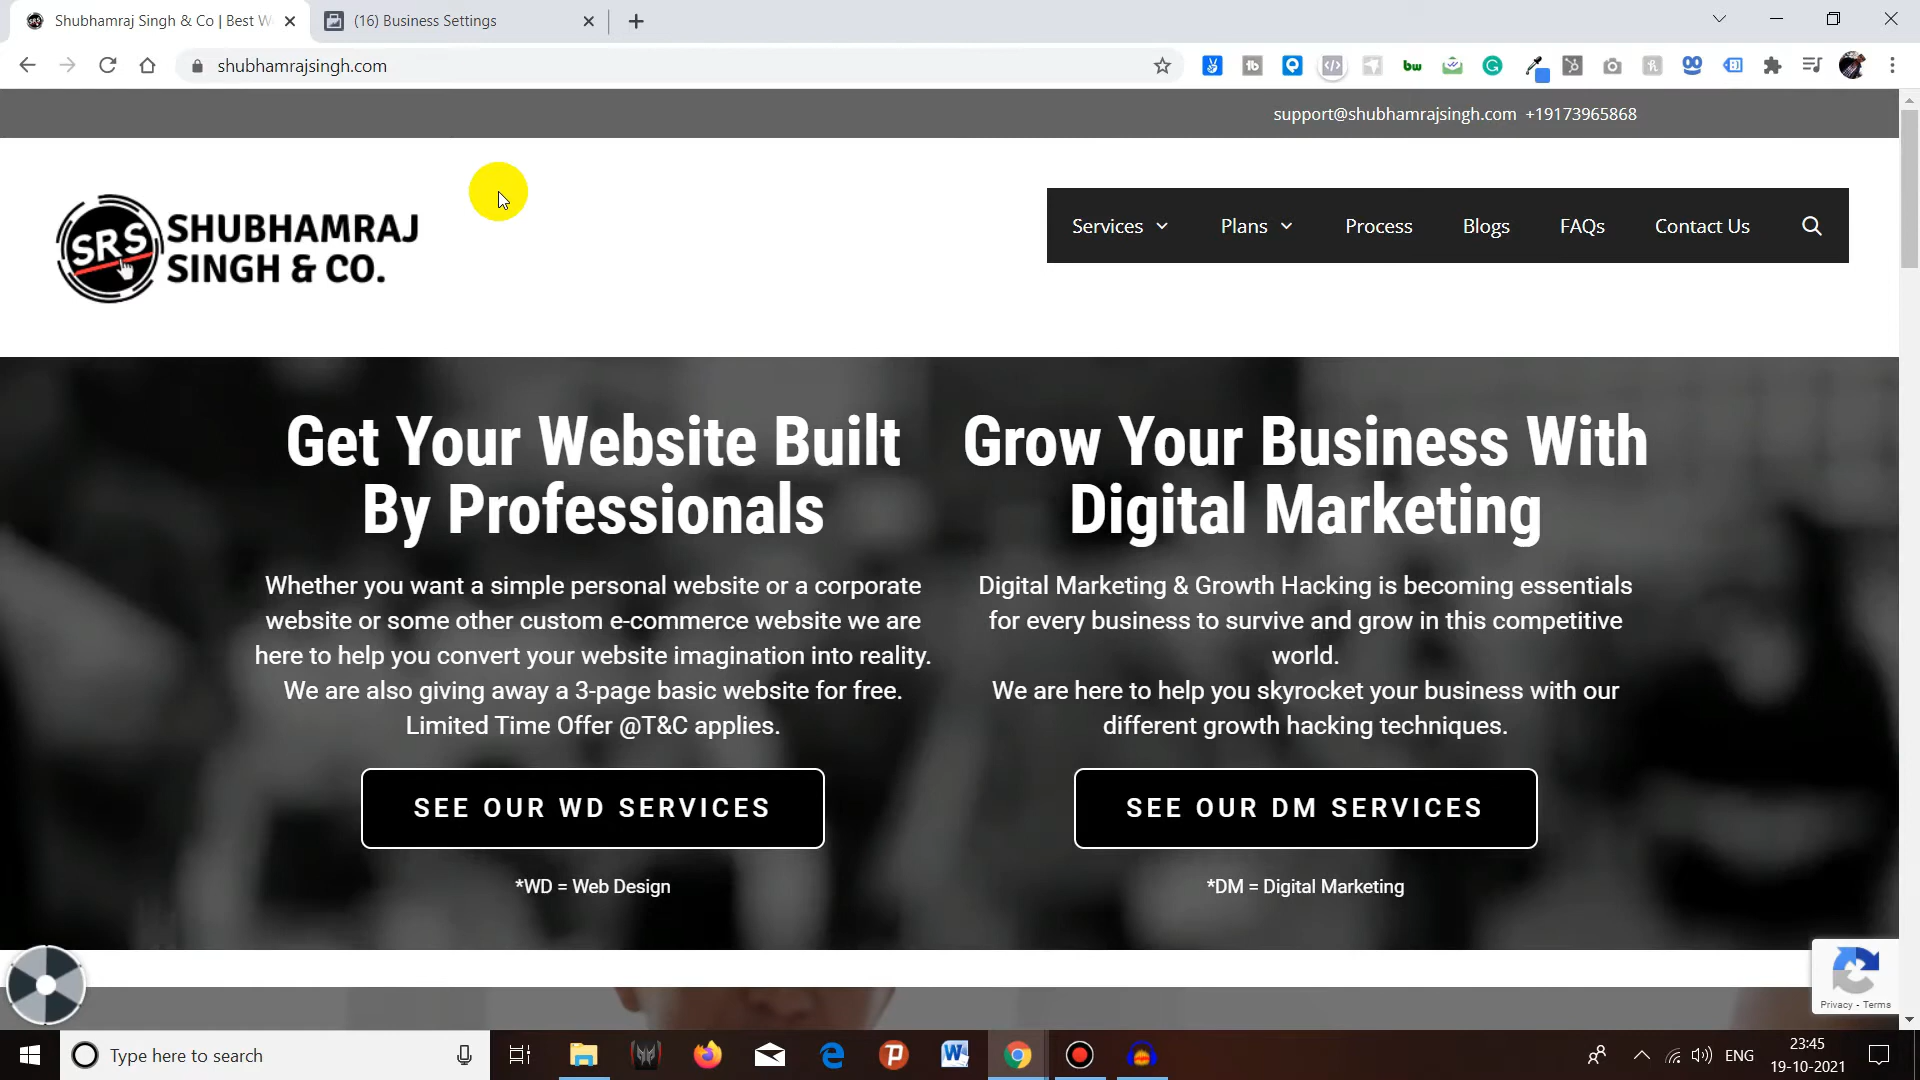 Shubhamraj Singh & Co | Best W
(16) Business Settings
shubhamrajsingh.com
support@shubhamrajsingh.com +19173965868
SRS
SHUBHAMRAJ
SINGH & CO.
Services Plans Process Blogs FAQs Contact Us
Get Your Website Built
By Professionals
Whether you want a simple personal website or a corporate
website or some other custom e-commerce website we are
here to help you convert your website imagination into reality.
We are also giving away a 3-page basic website for free.
Limited Time Offer @T&C applies.
SEE OUR WD SERVICES
*WD = Web Design
Grow Your Business With
Digital Marketing
Digital Marketing & Growth Hacking is becoming essentials
for every business to survive and grow in this competitive
world.
We are here to help you skyrocket your business with our
different growth hacking techniques.
SEE OUR DM SERVICES
*DM = Digital Marketing
Privacy - Terms
Type here to search
ENG
23:45
19-10-2021